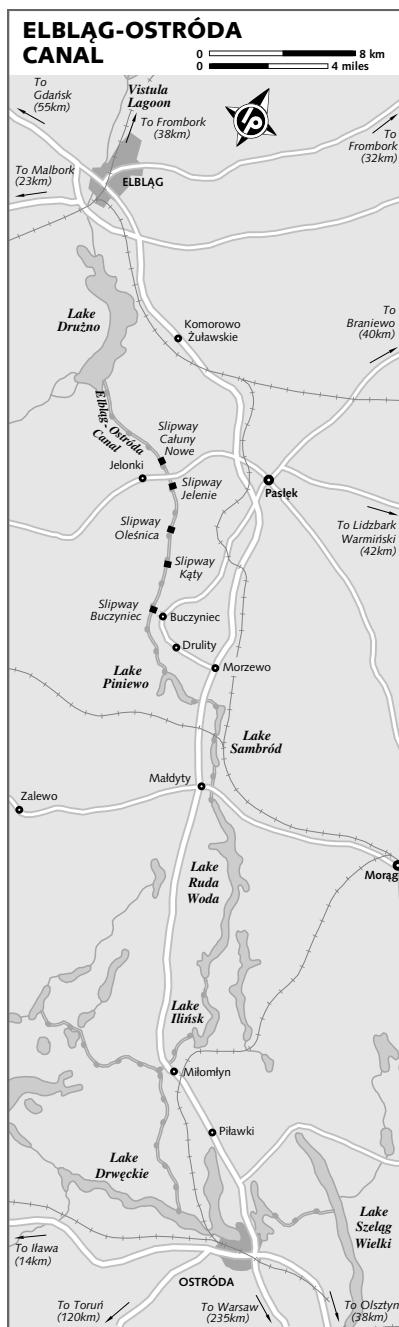 ELBLĄG-OSTRÓDA
CANAL
0 8 km
0 4 miles
To
Gdańsk
(55km)
Vistula
Lagoon
To Frombork
(38km)
To
Frombork
(32km)
To Malbork
(23km)
ELBLĄG
Lake
Drużno
Komorowo
Żuławskie
To
Braniewo
(40km)
Elbląg-Ostróda
Canal
Slipway
Całuny
Nowe
Jelonki
Slipway
Jelenie
Pasłęk
Slipway
Oleśnica
To Lidzbark
Warmiński
(42km)
Slipway
Kąty
Slipway
Buczyniec
Buczyniec
Drulity
Lake
Piniewo
Morzewo
Lake
Sambród
Małdyty
Zalewo
Lake
Ruda
Woda
Morąg
Lake
Ilińsk
Miłomłyn
Piławki
Lake
Drwęckie
Lake
Szeląg
Wielki
To Iława
(14km)
OSTRÓDA
To Toruń
(120km)
To Warsaw
(235km)
To Olsztyn
(38km)